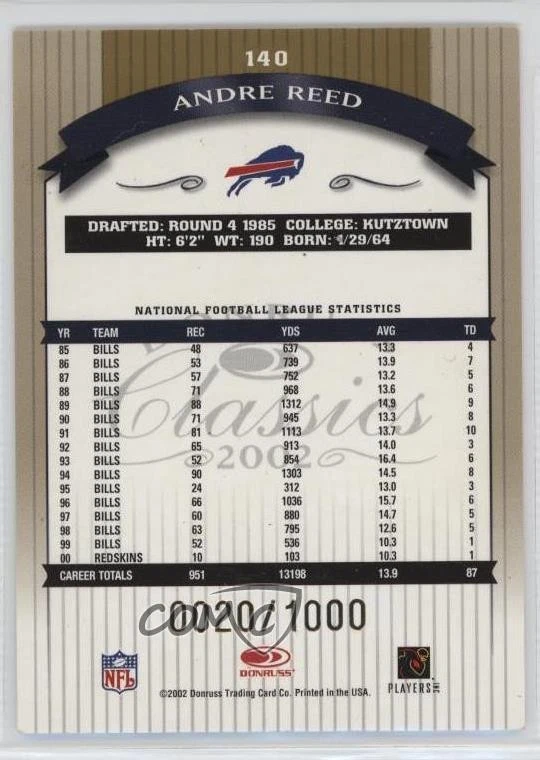 140
ANDRE REED
DRAFTED: ROUND 4 1985 COLLEGE: KUTZTOWN
HT: 6'2" WT: 190 BORN: 1/29/64
NATIONAL FOOTBALL LEAGUE STATISTICS
YR TEAM REC YDS AVG TD
85 BILLS 48 637 13.3 4
86 BILLS 53 739 13.9 7
87 BILLS 57 752 13.2 5
88 BILLS 71 968 13.6 6
89 BILLS 88 1312 14.9 9
90 BILLS 71 945 13.3 8
91 BILLS 81 1113 13.7 10
92 BILLS 65 913 14.0 3
93 BILLS 52 854 16.4 6
94 BILLS 90 1303 14.5 8
95 BILLS 24 312 13.0 3
96 BILLS 66 1036 15.7 6
97 BILLS 60 880 14.7 5
98 BILLS 63 795 12.6 5
99 BILLS 52 536 10.3 1
00 REDSKINS 10 103 10.3 1
CAREER TOTALS 951 13198 13.9 87
DONRUSS
Classics
2002
0020/1000
COMC
NFL
DONRUSS
PLAYERS INC
©2002 Donruss Trading Card Co. Printed in the USA.